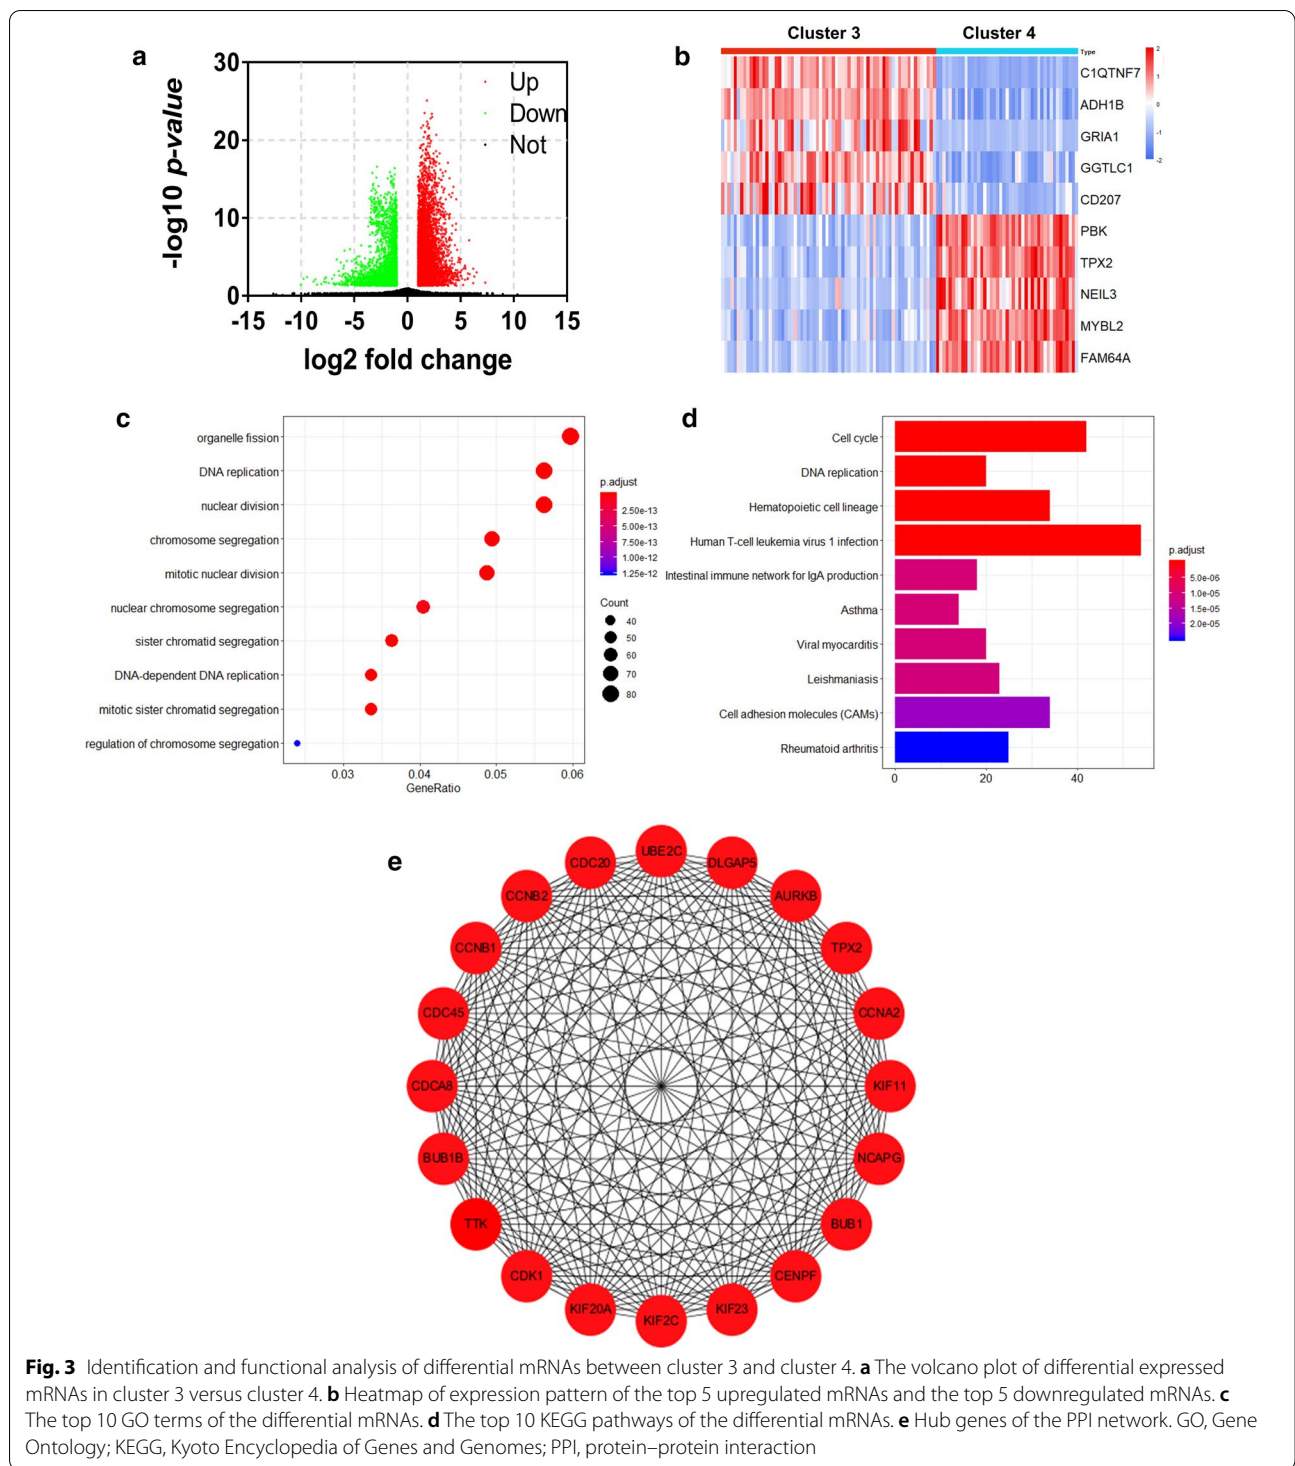 a
30
20
10
0
-log10 p-value
Up
Down
Not
-15 -10 -5 0 5 10 15
log2 fold change
b
Cluster 3 Cluster 4
Type
2
1
0
-1
-2
C1QTNF7
ADH1B
GRIA1
GGTLC1
CD207
PBK
TPX2
NEIL3
MYBL2
FAM64A
c
organelle fission
DNA replication
nuclear division
chromosome segregation
mitotic nuclear division
nuclear chromosome segregation
sister chromatid segregation
DNA-dependent DNA replication
mitotic sister chromatid segregation
regulation of chromosome segregation
0.03 0.04 0.05 0.06
GeneRatio
p.adjust
2.50e-13
5.00e-13
7.50e-13
1.00e-12
1.25e-12
Count
40
50
60
70
80
d
Cell cycle
DNA replication
Hematopoietic cell lineage
Human T-cell leukemia virus 1 infection
Intestinal immune network for IgA production
Asthma
Viral myocarditis
Leishmaniasis
Cell adhesion molecules (CAMs)
Rheumatoid arthritis
0 20 40
p.adjust
5.0e-06
1.0e-05
1.5e-05
2.0e-05
e
UBE2C
CDC20
DLGAP5
CCNB2
AURKB
CCNB1
TPX2
CDC45
CCNA2
CDCA8
KIF11
BUB1B
NCAPG
TTK
BUB1
CDK1
CENPF
KIF20A
KIF23
KIF2C
Fig. 3 Identification and functional analysis of differential mRNAs between cluster 3 and cluster 4. a The volcano plot of differential expressed
mRNAs in cluster 3 versus cluster 4. b Heatmap of expression pattern of the top 5 upregulated mRNAs and the top 5 downregulated mRNAs. c
The top 10 GO terms of the differential mRNAs. d The top 10 KEGG pathways of the differential mRNAs. e Hub genes of the PPI network. GO, Gene
Ontology; KEGG, Kyoto Encyclopedia of Genes and Genomes; PPI, protein–protein interaction